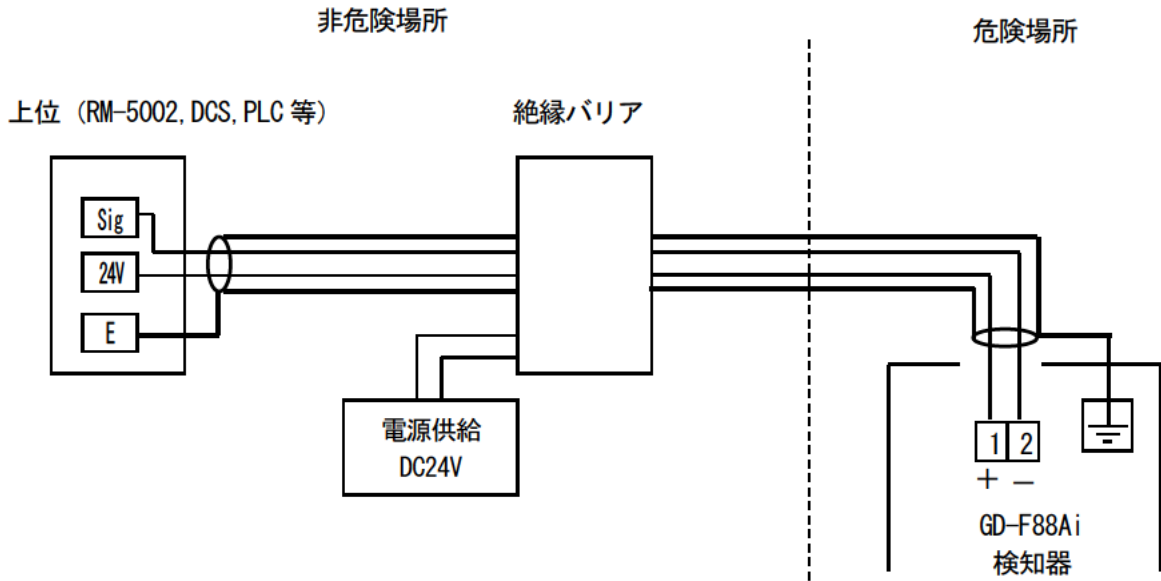 非危険場所
危険場所
上位 (RM-5002, DCS, PLC 等)
絶縁バリア
Sig
24V
E
電源供給
DC24V
1 2
+ −
GD-F88Ai
検知器